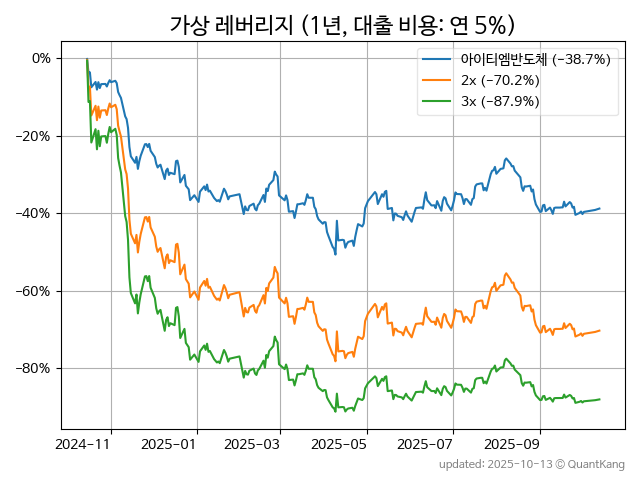 가상 레버리지 (1년, 대출 비용: 연 5%)
아이티엠반도체 (−38.7%)
2x (−70.2%)
3x (−87.9%)
0%
−20%
−40%
−60%
−80%
2024-11 2025-01 2025-03 2025-05 2025-07 2025-09
updated: 2025-10-13 © QuantKang